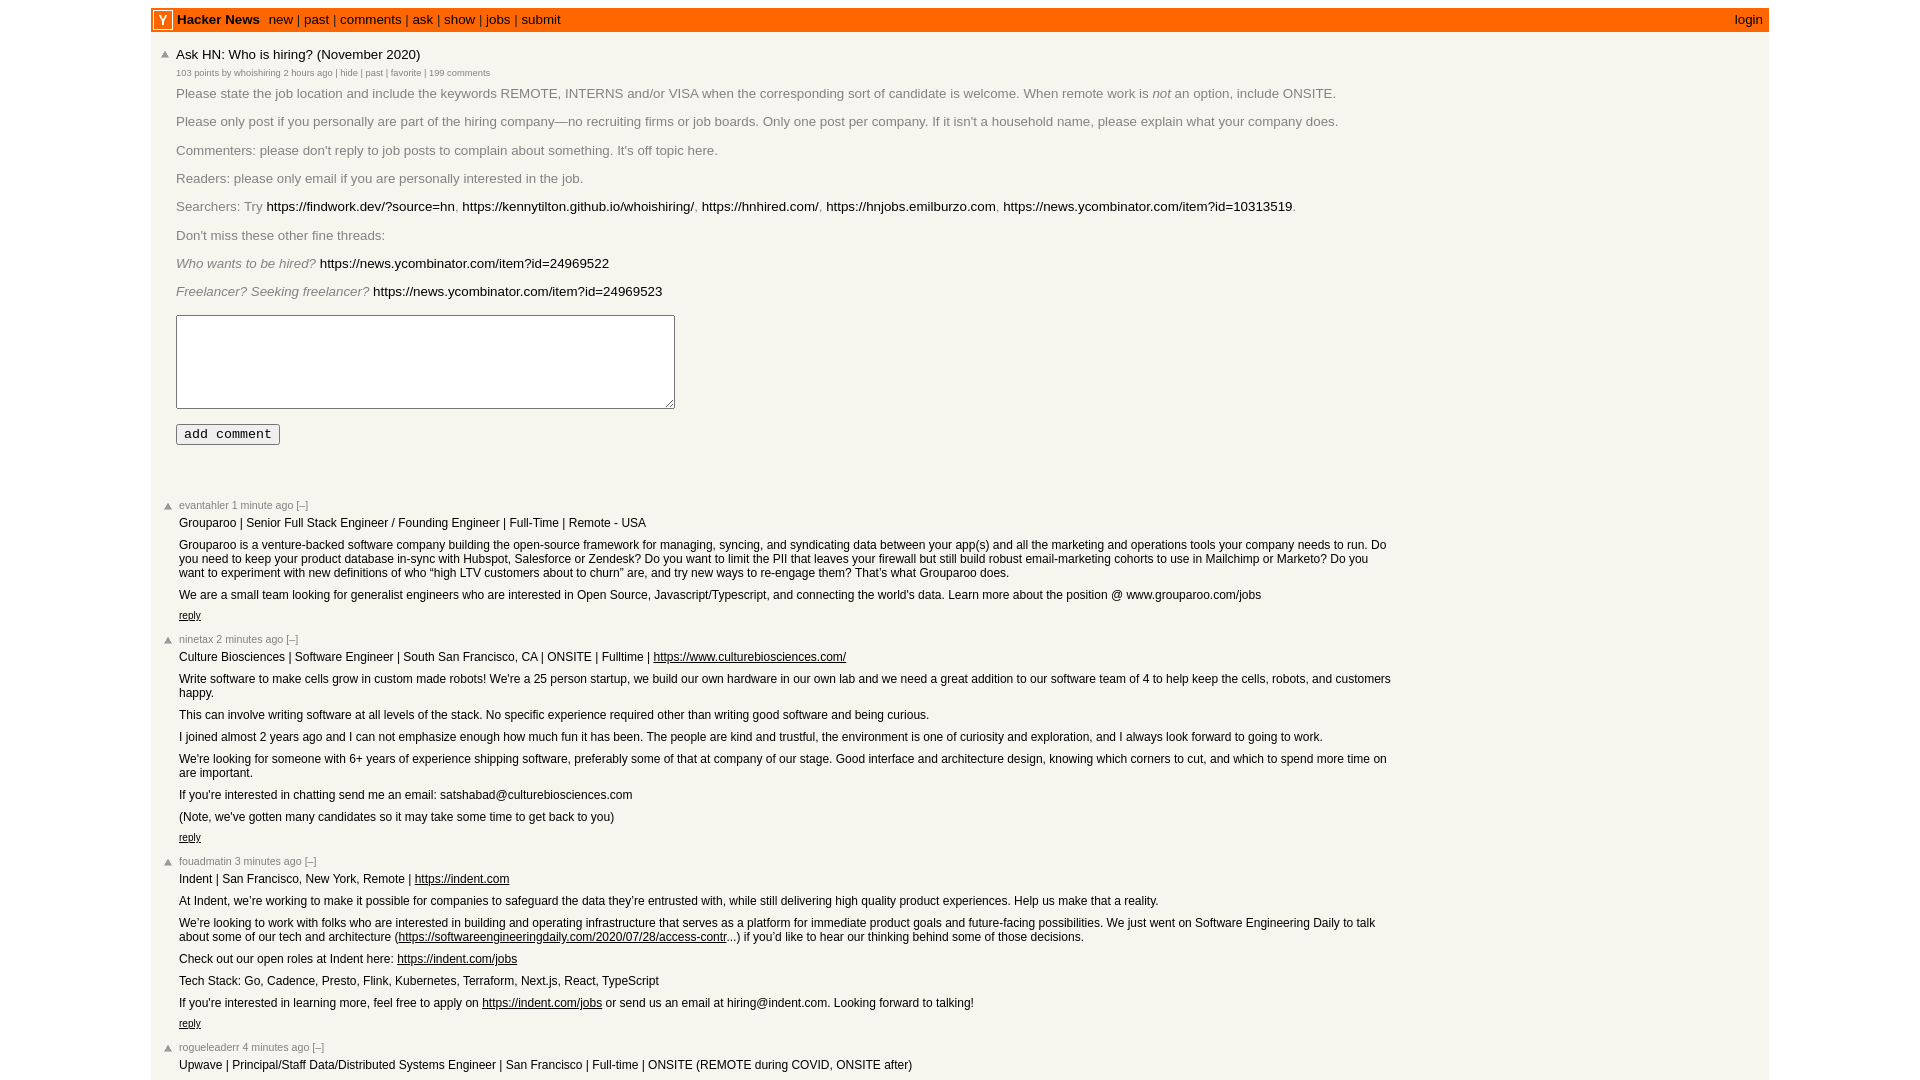 Y Hacker News new | past | comments | ask | show | jobs | submit login
Ask HN: Who is hiring? (November 2020)
103 points by whoishiring 2 hours ago | hide | past | favorite | 199 comments
Please state the job location and include the keywords REMOTE, INTERNS and/or VISA when the corresponding sort of candidate is welcome. When remote work is not an option, include ONSITE.
Please only post if you personally are part of the hiring company—no recruiting firms or job boards. Only one post per company. If it isn't a household name, please explain what your company does.
Commenters: please don't reply to job posts to complain about something. It's off topic here.
Readers: please only email if you are personally interested in the job.
Searchers: Try https://findwork.dev/?source=hn, https://kennytilton.github.io/whoishiring/, https://hnhired.com/, https://hnjobs.emilburzo.com, https://news.ycombinator.com/item?id=10313519.
Don't miss these other fine threads:
Who wants to be hired? https://news.ycombinator.com/item?id=24969522
Freelancer? Seeking freelancer? https://news.ycombinator.com/item?id=24969523
add comment
evantahler 1 minute ago [–]
Grouparoo | Senior Full Stack Engineer / Founding Engineer | Full-Time | Remote - USA
Grouparoo is a venture-backed software company building the open-source framework for managing, syncing, and syndicating data between your app(s) and all the marketing and operations tools your company needs to run. Do
you need to keep your product database in-sync with Hubspot, Salesforce or Zendesk? Do you want to limit the PII that leaves your firewall but still build robust email-marketing cohorts to use in Mailchimp or Marketo? Do you
want to experiment with new definitions of who “high LTV customers about to churn” are, and try new ways to re-engage them? That’s what Grouparoo does.
We are a small team looking for generalist engineers who are interested in Open Source, Javascript/Typescript, and connecting the world's data. Learn more about the position @ www.grouparoo.com/jobs
reply
ninetax 2 minutes ago [–]
Culture Biosciences | Software Engineer | South San Francisco, CA | ONSITE | Fulltime | https://www.culturebiosciences.com/
Write software to make cells grow in custom made robots! We're a 25 person startup, we build our own hardware in our own lab and we need a great addition to our software team of 4 to help keep the cells, robots, and customers
happy.
This can involve writing software at all levels of the stack. No specific experience required other than writing good software and being curious.
I joined almost 2 years ago and I can not emphasize enough how much fun it has been. The people are kind and trustful, the environment is one of curiosity and exploration, and I always look forward to going to work.
We're looking for someone with 6+ years of experience shipping software, preferably some of that at company of our stage. Good interface and architecture design, knowing which corners to cut, and which to spend more time on
are important.
If you're interested in chatting send me an email: satshabad@culturebiosciences.com
(Note, we've gotten many candidates so it may take some time to get back to you)
reply
fouadmatin 3 minutes ago [–]
Indent | San Francisco, New York, Remote | https://indent.com
At Indent, we’re working to make it possible for companies to safeguard the data they’re entrusted with, while still delivering high quality product experiences. Help us make that a reality.
We’re looking to work with folks who are interested in building and operating infrastructure that serves as a platform for immediate product goals and future-facing possibilities. We just went on Software Engineering Daily to talk
about some of our tech and architecture (https://softwareengineeringdaily.com/2020/07/28/access-contr...) if you’d like to hear our thinking behind some of those decisions.
Check out our open roles at Indent here: https://indent.com/jobs
Tech Stack: Go, Cadence, Presto, Flink, Kubernetes, Terraform, Next.js, React, TypeScript
If you're interested in learning more, feel free to apply on https://indent.com/jobs or send us an email at hiring@indent.com. Looking forward to talking!
reply
rogueleaderr 4 minutes ago [–]
Upwave | Principal/Staff Data/Distributed Systems Engineer | San Francisco | Full-time | ONSITE (REMOTE during COVID, ONSITE after)